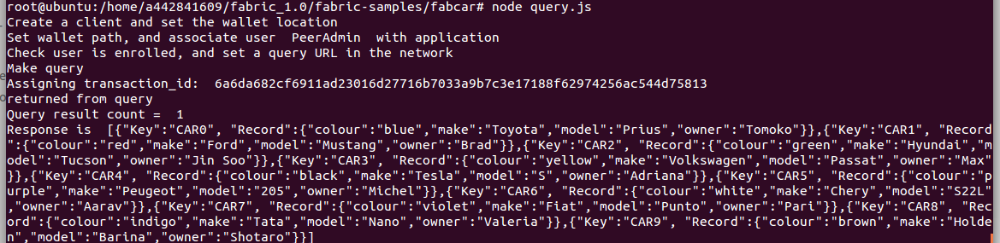 root@ubuntu:/home/a442841609/fabric_1.0/fabric-samples/fabcar# node query.js
Create a client and set the wallet location
Set wallet path, and associate user  PeerAdmin  with application
Check user is enrolled, and set a query URL in the network
Make query
Assigning transaction_id:  6a6da682cf6911ad23016d27716b7033a9b7c3e17188f62974256ac544d75813
returned from query
Query result count =  1
Response is  [{"Key":"CAR0", "Record":{"colour":"blue","make":"Toyota","model":"Prius","owner":"Tomoko"}},{"Key":"CAR1", "Record
":{"colour":"red","make":"Ford","model":"Mustang","owner":"Brad"}},{"Key":"CAR2", "Record":{"colour":"green","make":"Hyundai","m
odel":"Tucson","owner":"Jin Soo"}},{"Key":"CAR3", "Record":{"colour":"yellow","make":"Volkswagen","model":"Passat","owner":"Max"
}},{"Key":"CAR4", "Record":{"colour":"black","make":"Tesla","model":"S","owner":"Adriana"}},{"Key":"CAR5", "Record":{"colour":"p
urple","make":"Peugeot","model":"205","owner":"Michel"}},{"Key":"CAR6", "Record":{"colour":"white","make":"Chery","model":"S22L"
,"owner":"Aarav"}},{"Key":"CAR7", "Record":{"colour":"violet","make":"Fiat","model":"Punto","owner":"Pari"}},{"Key":"CAR8", "Rec
ord":{"colour":"indigo","make":"Tata","model":"Nano","owner":"Valeria"}},{"Key":"CAR9", "Record":{"colour":"brown","make":"Holde
n","model":"Barina","owner":"Shotaro"}}]